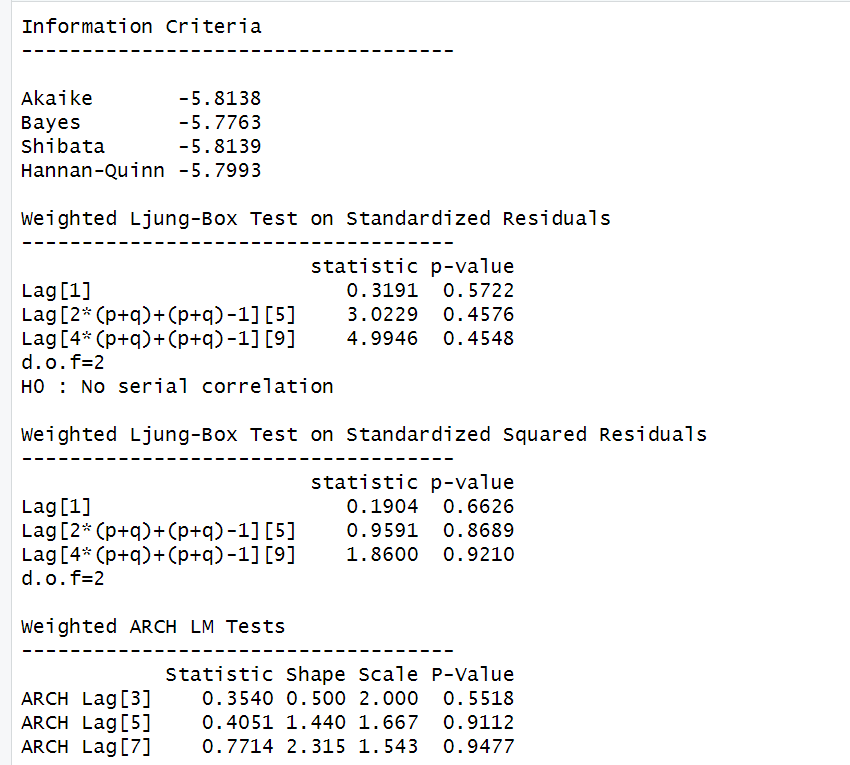 Information Criteria
------------------------------------
Akaike       -5.8138
Bayes        -5.7763
Shibata      -5.8139
Hannan-Quinn -5.7993
Weighted Ljung-Box Test on Standardized Residuals
------------------------------------
                        statistic p-value
Lag[1]                     0.3191  0.5722
Lag[2*(p+q)+(p+q)-1][5]    3.0229  0.4576
Lag[4*(p+q)+(p+q)-1][9]    4.9946  0.4548
d.o.f=2
H0 : No serial correlation
Weighted Ljung-Box Test on Standardized Squared Residuals
------------------------------------
                        statistic p-value
Lag[1]                     0.1904  0.6626
Lag[2*(p+q)+(p+q)-1][5]    0.9591  0.8689
Lag[4*(p+q)+(p+q)-1][9]    1.8600  0.9210
d.o.f=2
Weighted ARCH LM Tests
------------------------------------
            Statistic Shape Scale P-Value
ARCH Lag[3]    0.3540 0.500 2.000  0.5518
ARCH Lag[5]    0.4051 1.440 1.667  0.9112
ARCH Lag[7]    0.7714 2.315 1.543  0.9477